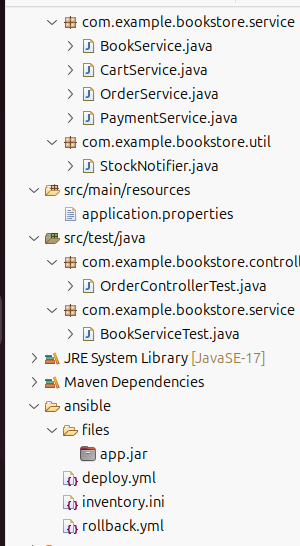 com.example.bookstore.service
BookService.java
CartService.java
OrderService.java
PaymentService.java
com.example.bookstore.util
StockNotifier.java
src/main/resources
application.properties
src/test/java
com.example.bookstore.controll
OrderControllerTest.java
com.example.bookstore.service
BookServiceTest.java
JRE System Library [JavaSE-17]
Maven Dependencies
ansible
files
app.jar
deploy.yml
inventory.ini
rollback.yml